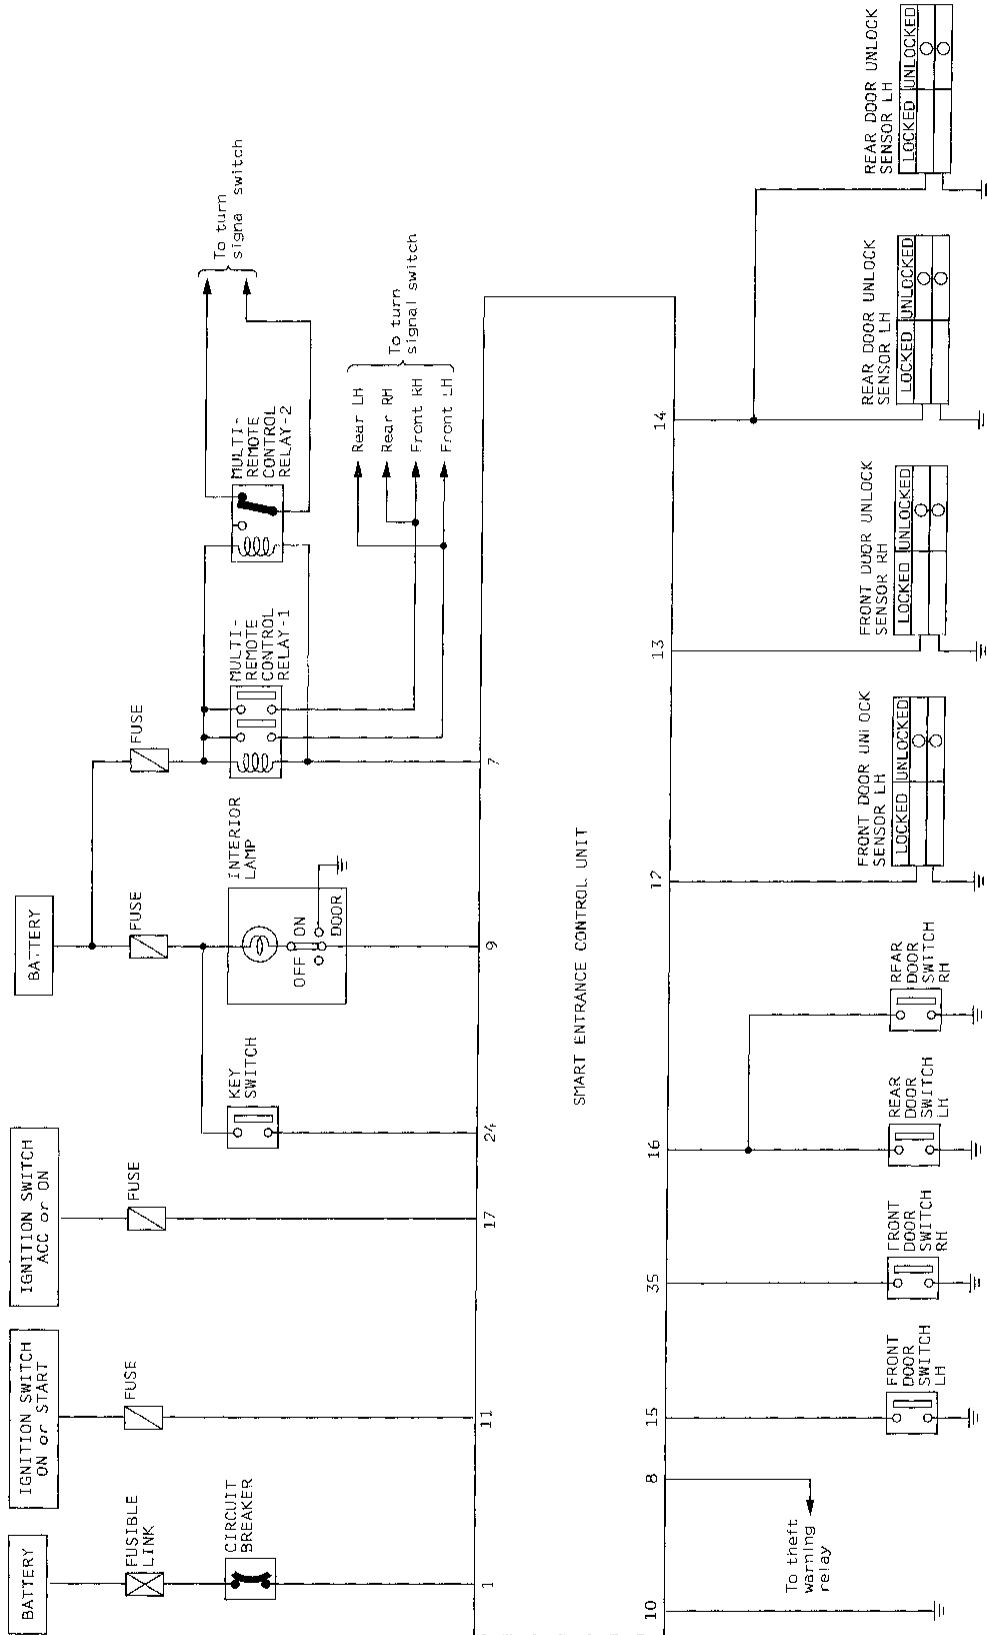 BATTERY
FUSIBLE
LINK
CIRCUIT
BREAKER
1
IGNITION SWITCH
ON or START
FUSE
11
IGNITION SWITCH
ACC or ON
FUSE
17
KEY
SWITCH
24
BATTERY
FUSE
INTERIOR
LAMP
OFF
ON
DOOR
9
FUSE
MULTI-
REMOTE
CONTROL
RELAY-1
7
MULTI-
REMOTE
CONTROL
RELAY-2
To turn
signa switch
Rear LH
Rear RH
Front RH
Front LH
To turn
signal switch
SMART ENTRANCE CONTROL UNIT
10
8
To theft
warning
relay
15
FRONT
DOOR
SWITCH
LH
35
FRONT
DOOR
SWITCH
RH
16
REAR
DOOR
SWITCH
LH
REAR
DOOR
SWITCH
RH
12
FRONT DOOR UNLOCK
SENSOR LH
LOCKED UNLOCKED
13
FRONT DOOR UNLOCK
SENSOR RH
LOCKED UNLOCKED
14
REAR DOOR UNLOCK
SENSOR LH
LOCKED UNLOCKED
REAR DOOR UNLOCK
SENSOR LH
LOCKED UNLOCKED